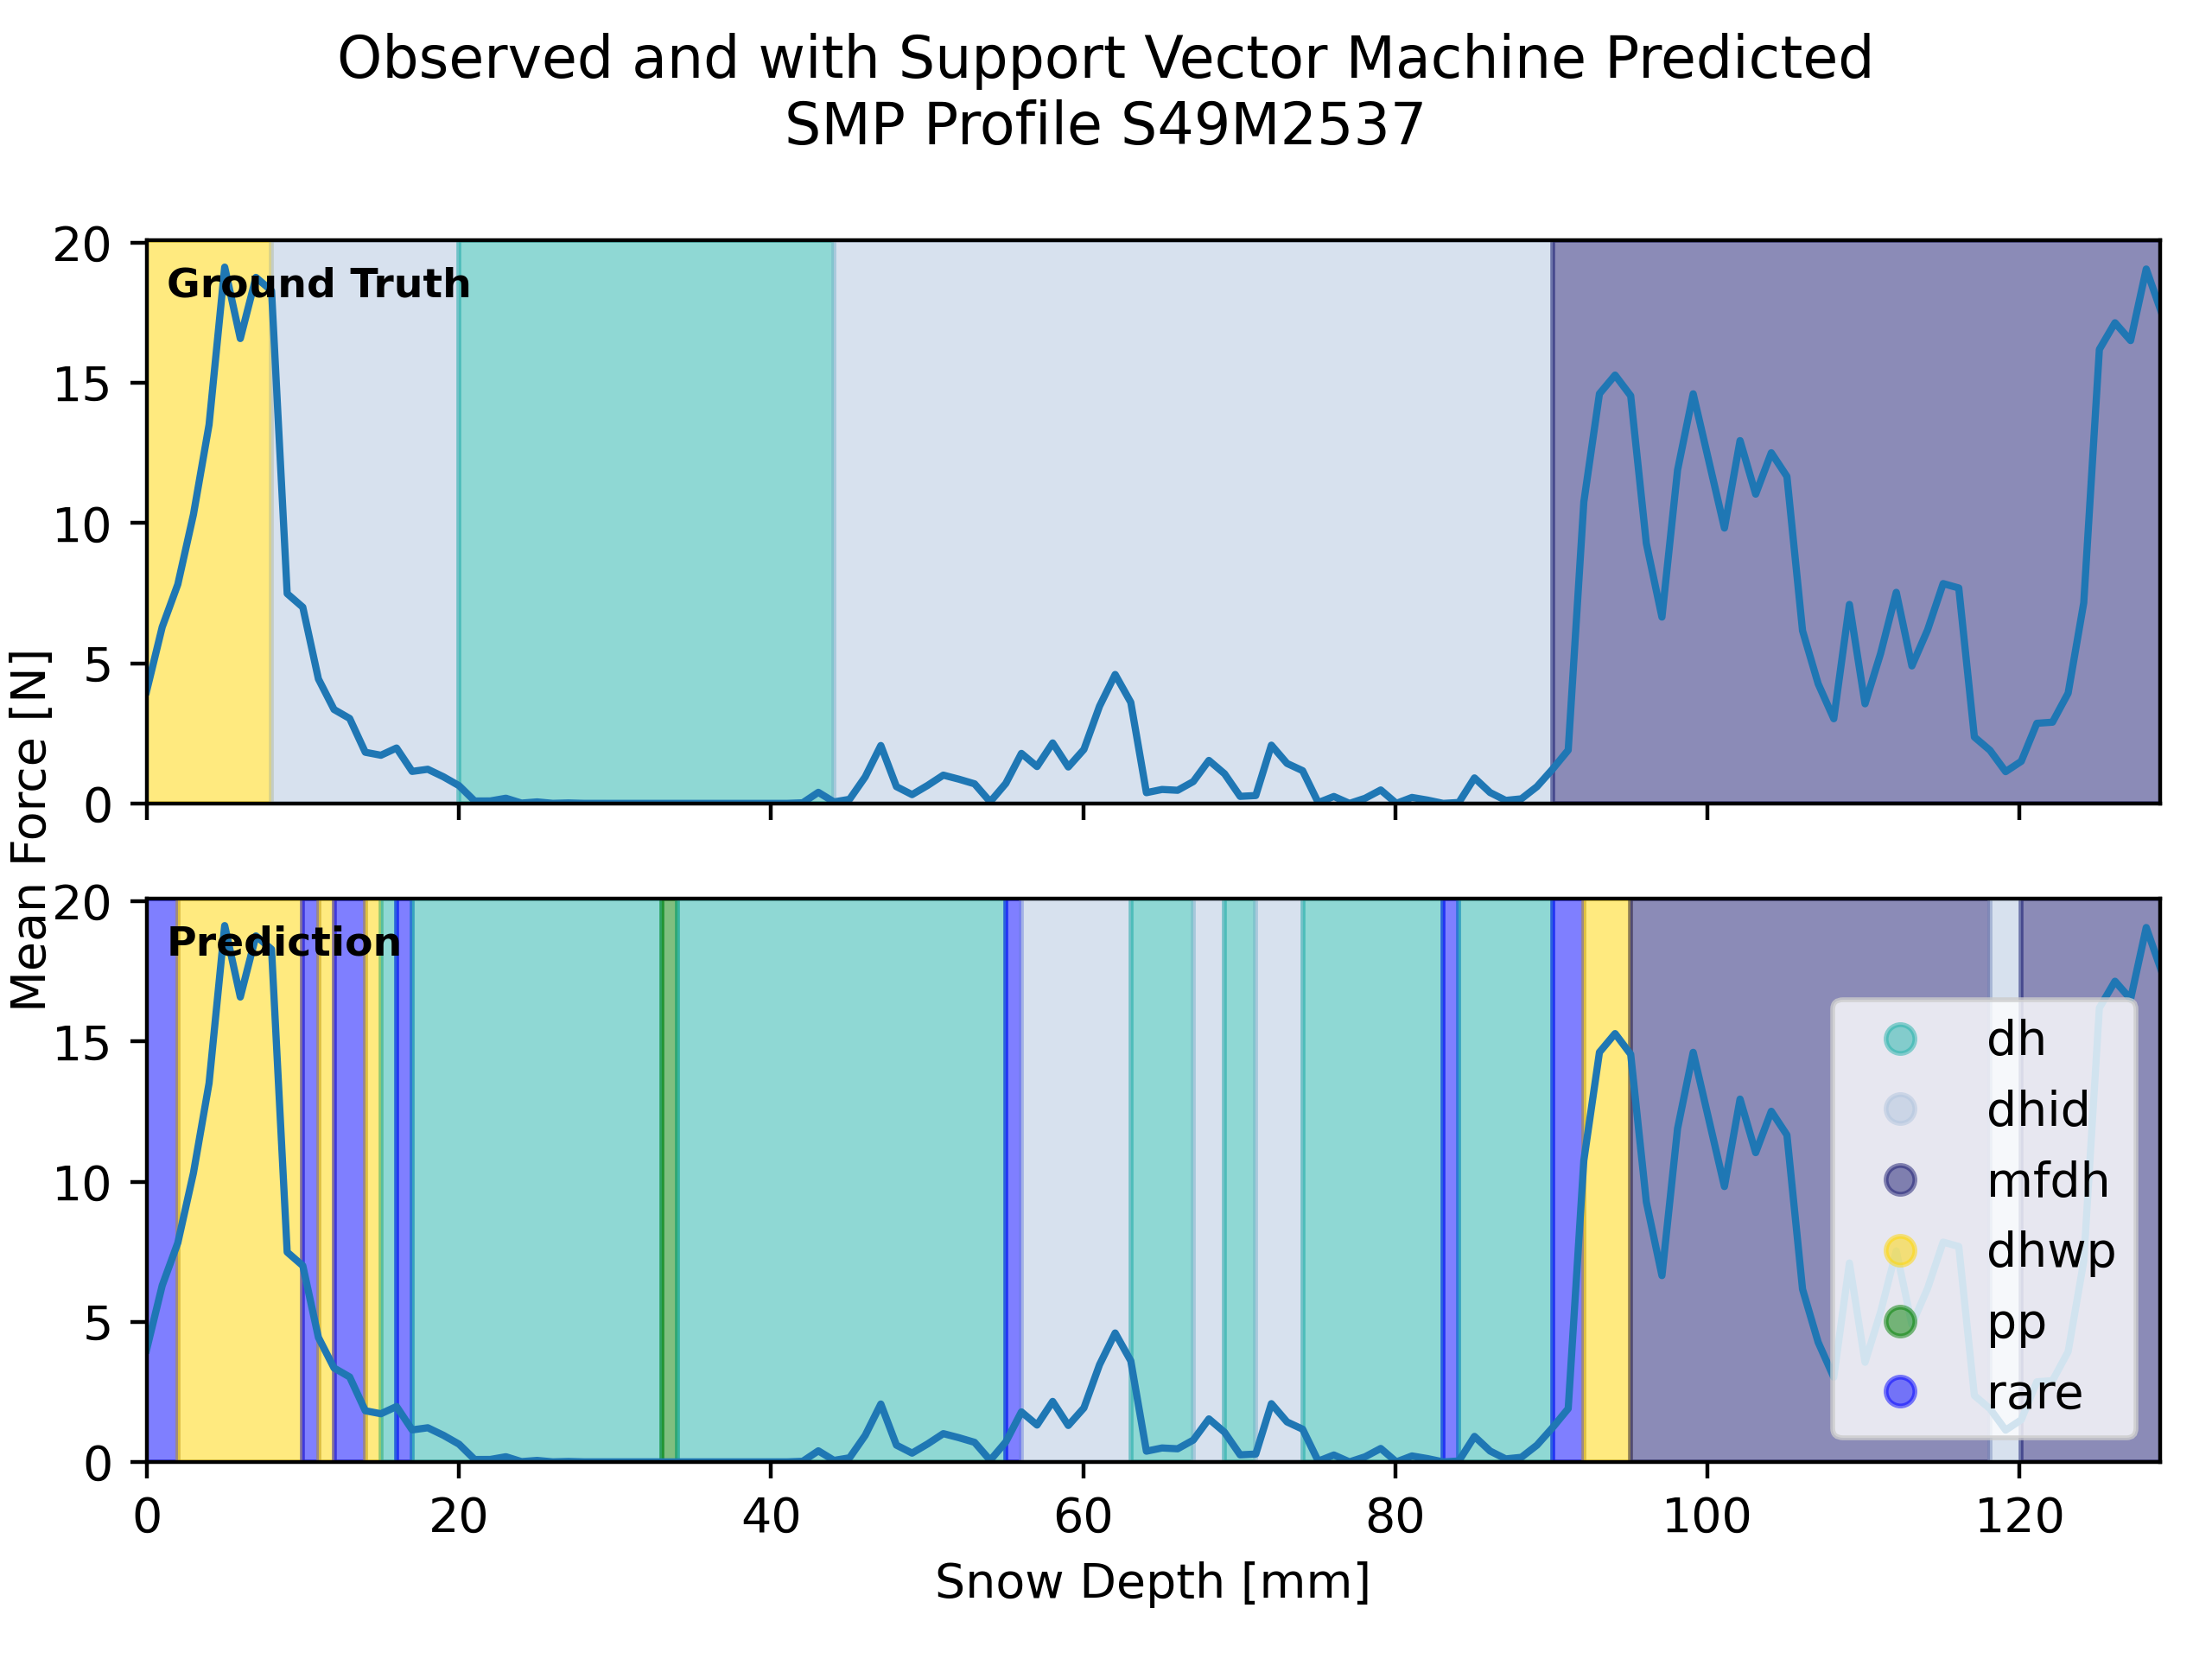 Observed and with Support Vector Machine Predicted
SMP Profile S49M2537
Mean Force [N]
20
15
10
5
0
Ground Truth
20
15
10
5
0
Prediction
dh
dhid
mfdh
dhwp
pp
rare
0 20 40 60 80 100 120
Snow Depth [mm]